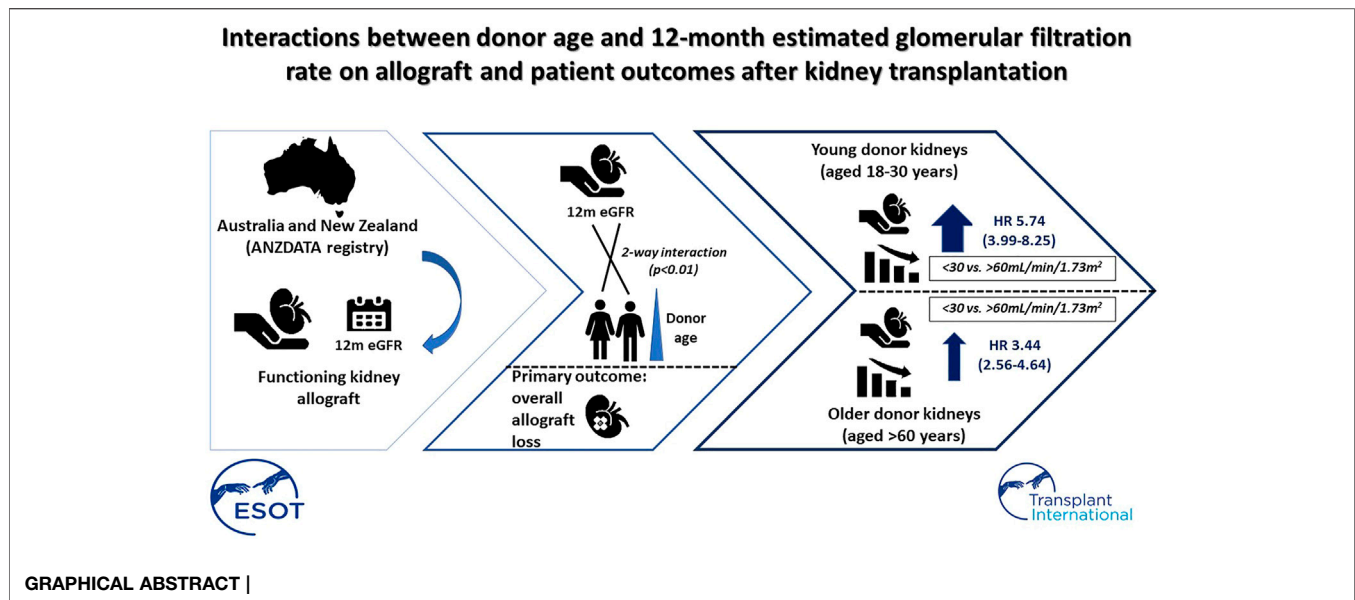 Interactions between donor age and 12-month estimated glomerular filtration
rate on allograft and patient outcomes after kidney transplantation
Australia and New Zealand
(ANZDATA registry)
12m eGFR
Functioning kidney
allograft
12m eGFR
2-way interaction
(p<0.01)
Donor
age
Primary outcome:
overall
allograft
loss
Young donor kidneys
(aged 18-30 years)
HR 5.74
(3.99-8.25)
<30 vs. >60mL/min/1.73m²
<30 vs. >60mL/min/1.73m²
HR 3.44
(2.56-4.64)
Older donor kidneys
(aged >60 years)
ESOT
Transplant
International
GRAPHICAL ABSTRACT |